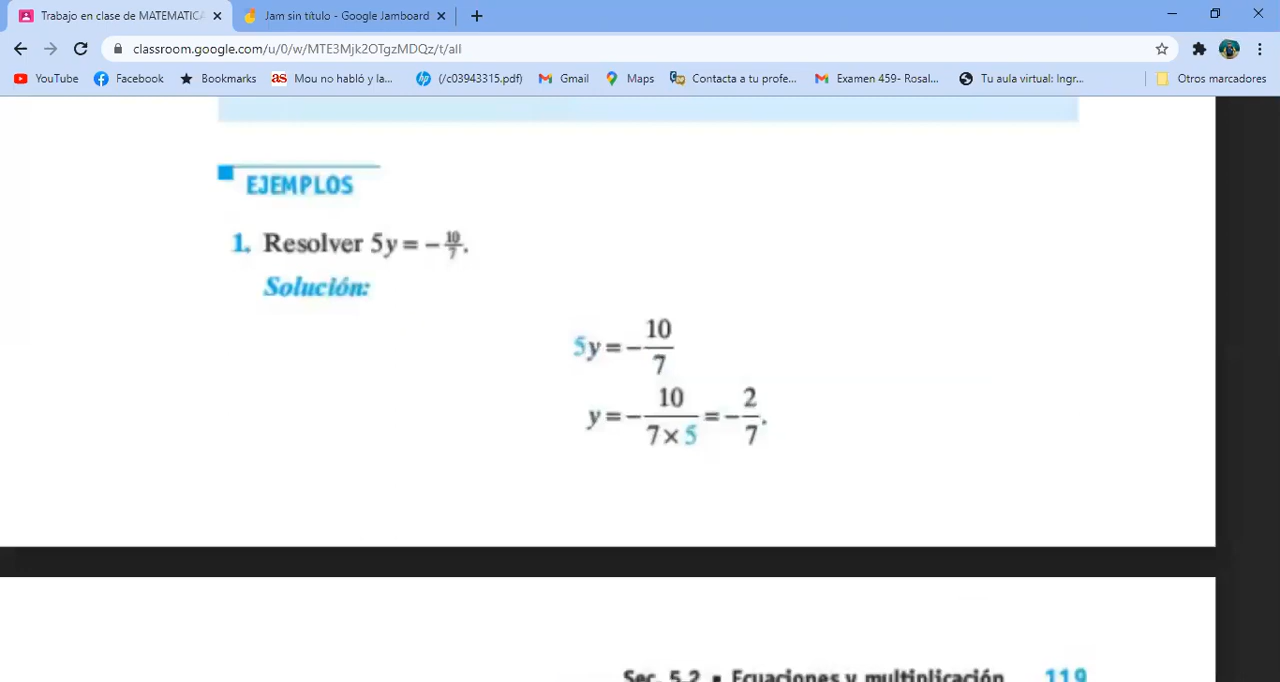 Trabajo en clase de MATEMATICA
Jam sin título - Google Jamboard
classroom.google.com/u/0/w/MTE3Mjk2OTgzMDQz/t/all
YouTube Facebook Bookmarks Mou no habló y la... (/c03943315.pdf) Gmail Maps Contacta a tu profe... Examen 459- Rosal... Tu aula virtual: Ingr... Otros marcadores
EJEMPLOS
1. Resolver 5y = −10/7.
Solución:
5y = −10/7
y = −10/(7 × 5) = −2/7.
Sec. 5.2 ▪ Ecuaciones y multiplicación 119